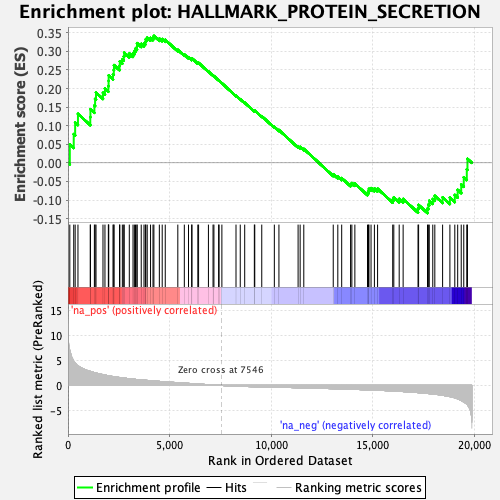 Enrichment plot: HALLMARK_PROTEIN_SECRETION
Enrichment score (ES)
0.35
0.30
0.25
0.20
0.15
0.10
0.05
0.00
-0.05
-0.10
-0.15
'na_pos' (positively correlated)
Ranked list metric (PreRanked)
15
10
5
0
-5
Zero cross at 7546
'na_neg' (negatively correlated)
0
5,000
10,000
15,000
20,000
Rank in Ordered Dataset
Enrichment profile
Hits
Ranking metric scores